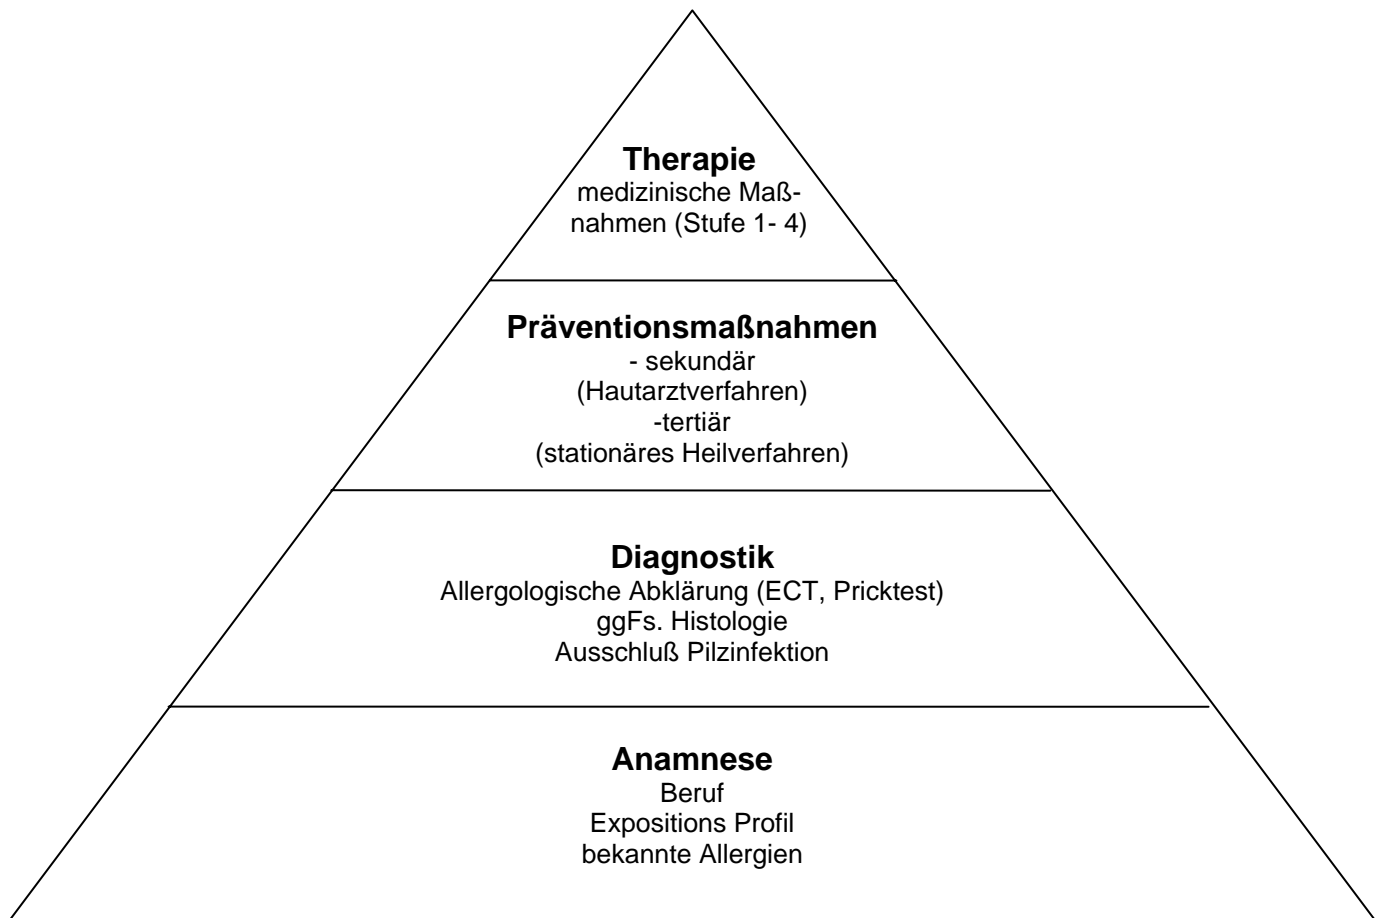 Therapie
medizinische Maß-
nahmen (Stufe 1- 4)
Präventionsmaßnahmen
- sekundär
(Hautarztverfahren)
-tertiär
(stationäres Heilverfahren)
Diagnostik
Allergologische Abklärung (ECT, Pricktest)
ggFs. Histologie
Ausschluß Pilzinfektion
Anamnese
Beruf
Expositions Profil
bekannte Allergien